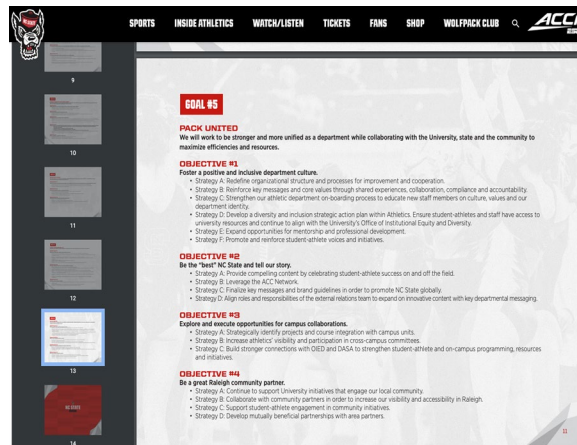 NC STATE
SPORTS
INSIDE ATHLETICS
WATCH/LISTEN
TICKETS
FANS
SHOP
WOLFPACK CLUB
ACC
9
10
11
12
13
NC STATE
14
GOAL #5
PACK UNITED
We will work to be stronger and more unified as a department while collaborating with the University, state and the community to
maximize efficiencies and resources.
OBJECTIVE #1
Foster a positive and inclusive department culture.
• Strategy A: Redefine organizational structure and processes for improvement and cooperation.
• Strategy B: Reinforce key messages and core values through shared experiences, collaboration, compliance and accountability.
• Strategy C: Strengthen our athletic department on-boarding process to educate new staff members on culture, values and our
department identity.
• Strategy D: Develop a diversity and inclusion strategic action plan within Athletics. Ensure student-athletes and staff have access to
university resources and continue to align with the University's Office of Institutional Equity and Diversity.
• Strategy E: Expand opportunities for mentorship and professional development.
• Strategy F: Promote and reinforce student-athlete voices and initiatives.
OBJECTIVE #2
Be the "best" NC State and tell our story.
• Strategy A: Provide compelling content by celebrating student-athlete success on and off the field.
• Strategy B: Leverage the ACC Network.
• Strategy C: Finalize key messages and brand guidelines in order to promote NC State globally.
• Strategy D: Align roles and responsibilities of the external relations team to expand on innovative content with key departmental messaging.
OBJECTIVE #3
Explore and execute opportunities for campus collaborations.
• Strategy A: Strategically identify projects and course integration with campus units.
• Strategy B: Increase athletics' visibility and participation in cross-campus committees.
• Strategy C: Build stronger connections with OIED and DASA to strengthen student-athlete and on-campus programming, resources
and initiatives.
OBJECTIVE #4
Be a great Raleigh community partner.
• Strategy A: Continue to support University initiatives that engage our local community.
• Strategy B: Collaborate with community partners in order to increase our visibility and accessibility in Raleigh.
• Strategy C: Support student-athlete engagement in community initiatives.
• Strategy D: Develop mutually beneficial partnerships with area partners.
11